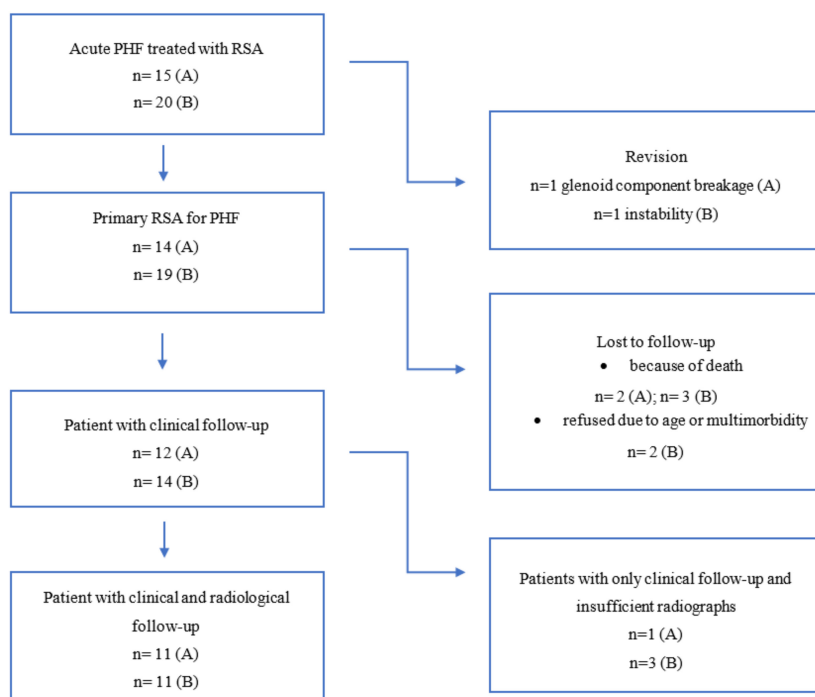 Acute PHF treated with RSA
n= 15 (A)
n= 20 (B)
Revision
n=1 glenoid component breakage (A)
n=1 instability (B)
Primary RSA for PHF
n= 14 (A)
n= 19 (B)
Lost to follow-up
• because of death
n= 2 (A); n= 3 (B)
• refused due to age or multimorbidity
n= 2 (B)
Patient with clinical follow-up
n= 12 (A)
n= 14 (B)
Patients with only clinical follow-up and
insufficient radiographs
n=1 (A)
n=3 (B)
Patient with clinical and radiological
follow-up
n= 11 (A)
n= 11 (B)